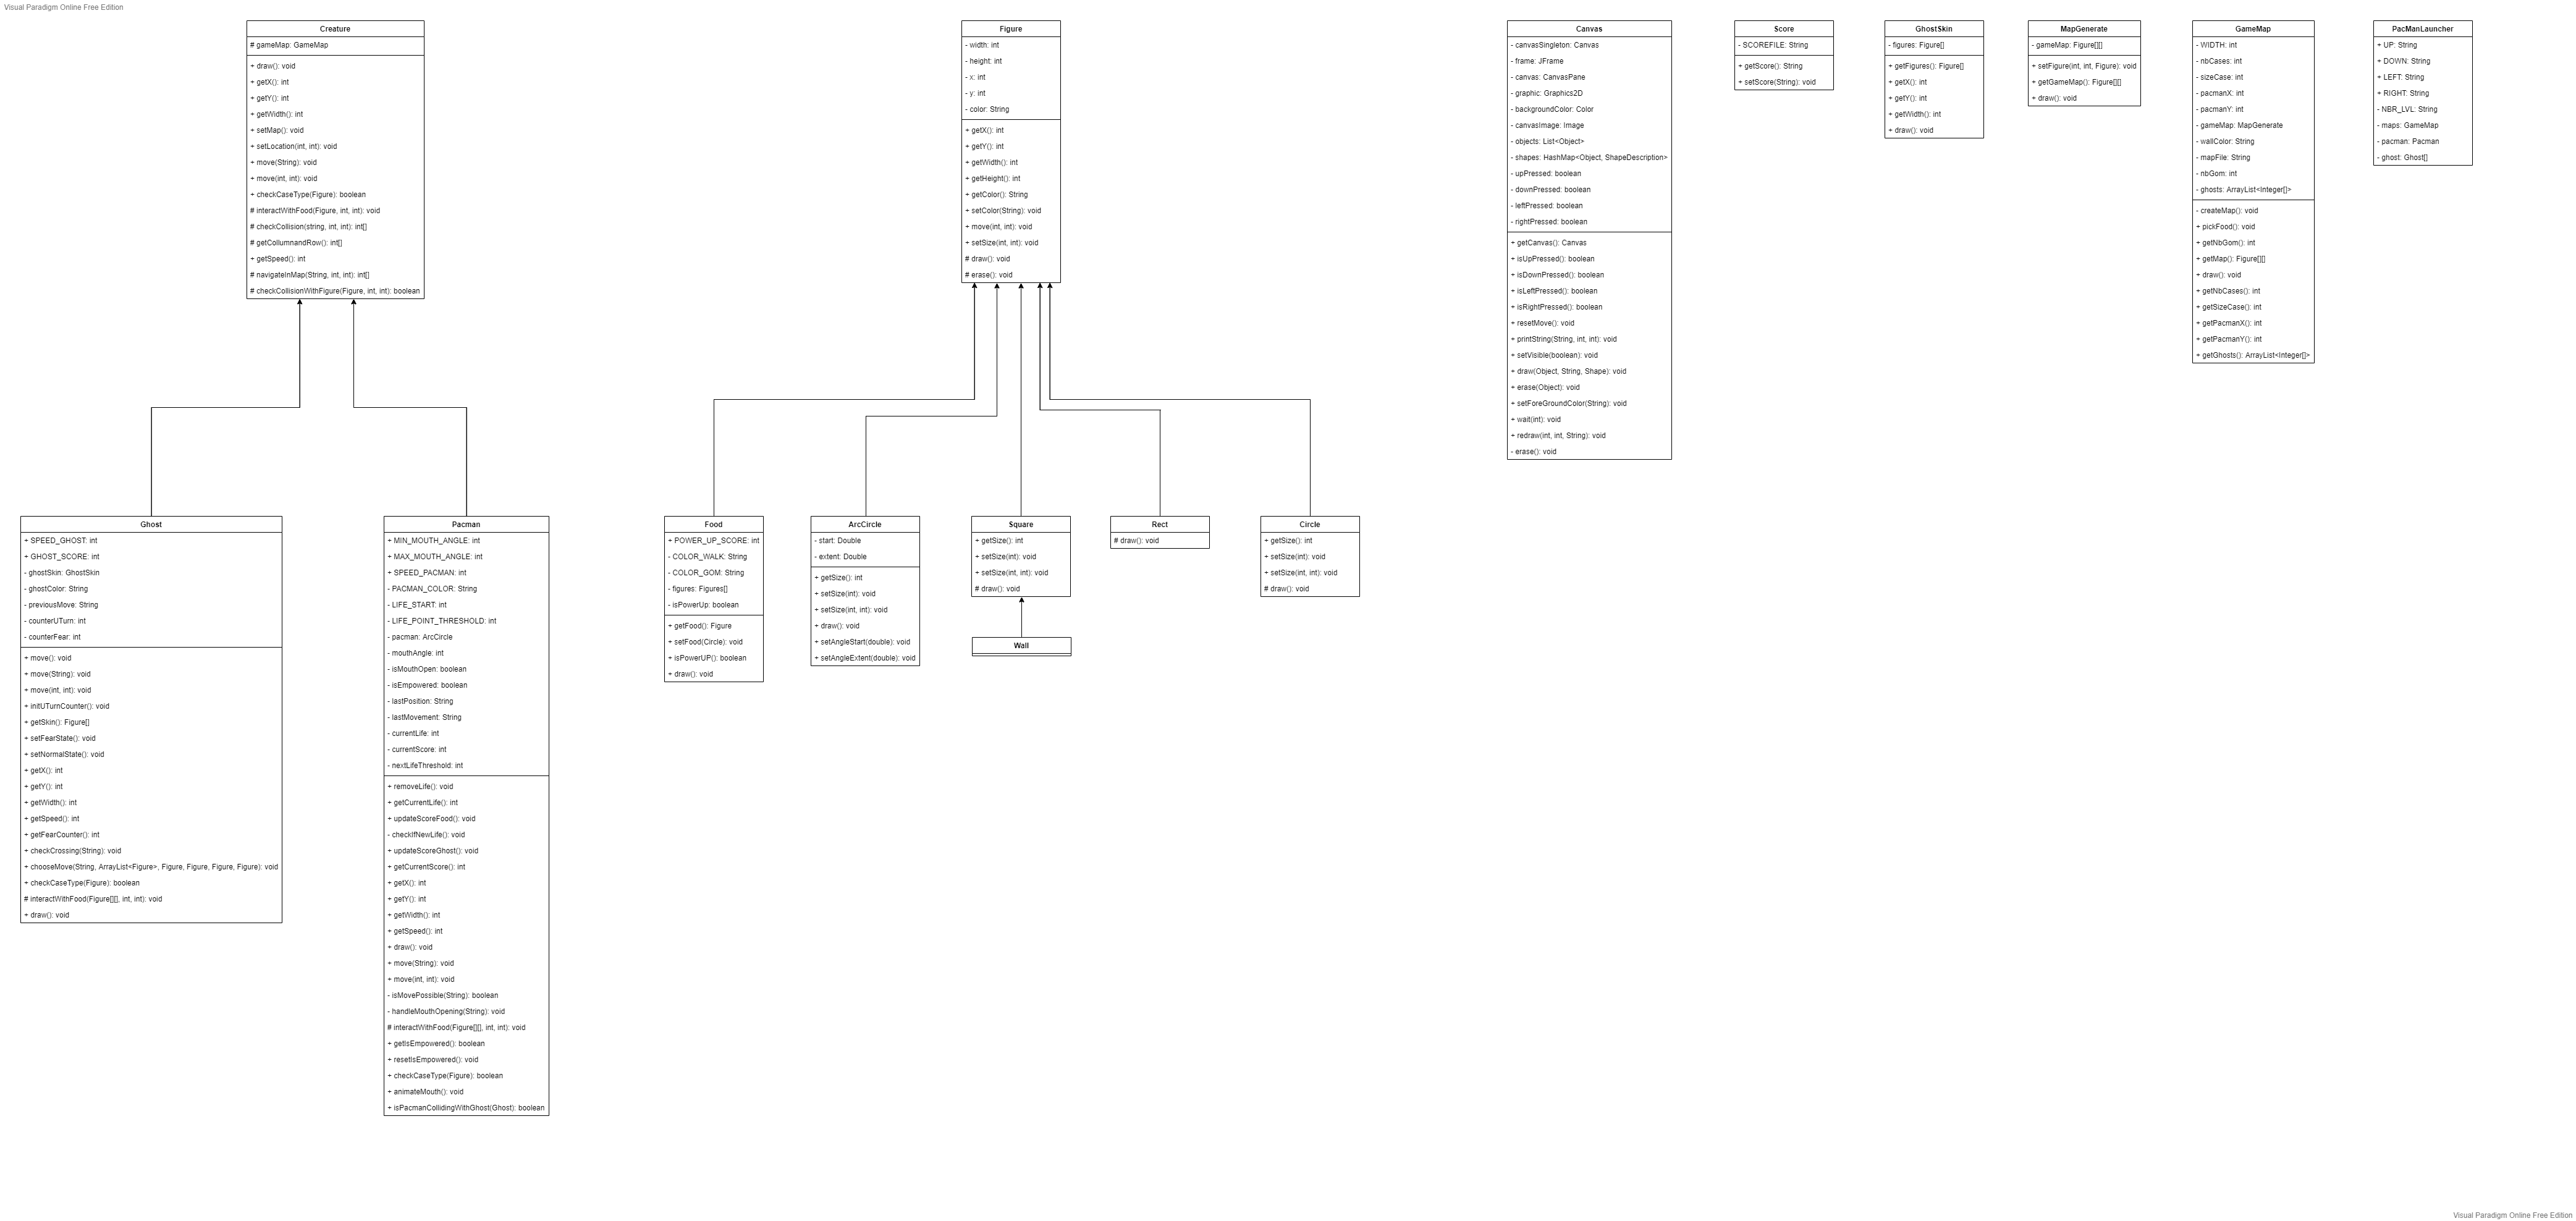 Visual Paradigm Online Free Edition
Creature
# gameMap: GameMap
+ draw(): void
+ getX(): int
+ getY(): int
+ getWidth(): int
+ setMap(): void
+ setLocation(int, int): void
+ move(String): void
+ move(int, int): void
+ checkCaseType(Figure): boolean
# interactWithFood(Figure, int, int): void
# checkCollision(string, int, int): int[]
# getCollumnandRow(): int[]
+ getSpeed(): int
# navigateInMap(String, int, int): int[]
# checkCollisionWithFigure(Figure, int, int): boolean
Figure
- width: int
- height: int
- x: int
- y: int
- color: String
+ getX(): int
+ getY(): int
+ getWidth(): int
+ getHeight(): int
+ getColor(): String
+ setColor(String): void
+ move(int, int): void
+ setSize(int, int): void
# draw(): void
# erase(): void
Canvas
- canvasSingleton: Canvas
- frame: JFrame
- canvas: CanvasPane
- graphic: Graphics2D
- backgroundColor: Color
- canvasImage: Image
- objects: List<Object>
- shapes: HashMap<Object, ShapeDescription>
- upPressed: boolean
- downPressed: boolean
- leftPressed: boolean
- rightPressed: boolean
+ getCanvas(): Canvas
+ isUpPressed(): boolean
+ isDownPressed(): boolean
+ isLeftPressed(): boolean
+ isRightPressed(): boolean
+ resetMove(): void
+ printString(String, int, int): void
+ setVisible(boolean): void
+ draw(Object, String, Shape): void
+ erase(Object): void
+ setForeGroundColor(String): void
+ wait(int): void
+ redraw(int, int, String): void
- erase(): void
Score
- SCOREFILE: String
+ getScore(): String
+ setScore(String): void
GhostSkin
- figures: Figure[]
+ getFigures(): Figure[]
+ getX(): int
+ getY(): int
+ getWidth(): int
+ draw(): void
MapGenerate
- gameMap: Figure[][]
+ setFigure(int, int, Figure): void
+ getGameMap(): Figure[][]
+ draw(): void
GameMap
- WIDTH: int
- nbCases: int
- sizeCase: int
- pacmanX: int
- pacmanY: int
- gameMap: MapGenerate
- wallColor: String
- mapFile: String
- nbGom: int
- ghosts: ArrayList<Integer[]>
- createMap(): void
+ pickFood(): void
+ getNbGom(): int
+ getMap(): Figure[][]
+ draw(): void
+ getNbCases(): int
+ getSizeCase(): int
+ getPacmanX(): int
+ getPacmanY(): int
+ getGhosts(): ArrayList<Integer[]>
PacManLauncher
+ UP: String
+ DOWN: String
+ LEFT: String
+ RIGHT: String
- NBR_LVL: String
- maps: GameMap
- pacman: Pacman
- ghost: Ghost[]
Ghost
+ SPEED_GHOST: int
+ GHOST_SCORE: int
- ghostSkin: GhostSkin
- ghostColor: String
- previousMove: String
- counterUTurn: int
- counterFear: int
+ move(): void
+ move(String): void
+ move(int, int): void
+ initUTurnCounter(): void
+ getSkin(): Figure[]
+ setFearState(): void
+ setNormalState(): void
+ getX(): int
+ getY(): int
+ getWidth(): int
+ getSpeed(): int
+ getFearCounter(): int
+ checkCrossing(String): void
+ chooseMove(String, ArrayList<Figure>, Figure, Figure, Figure, Figure): void
+ checkCaseType(Figure): boolean
# interactWithFood(Figure[][], int, int): void
+ draw(): void
Pacman
+ MIN_MOUTH_ANGLE: int
+ MAX_MOUTH_ANGLE: int
+ SPEED_PACMAN: int
- PACMAN_COLOR: String
- LIFE_START: int
- LIFE_POINT_THRESHOLD: int
- pacman: ArcCircle
- mouthAngle: int
- isMouthOpen: boolean
- isEmpowered: boolean
- lastPosition: String
- lastMovement: String
- currentLife: int
- currentScore: int
- nextLifeThreshold: int
+ removeLife(): void
+ getCurrentLife(): int
+ updateScoreFood(): void
- checkIfNewLife(): void
+ updateScoreGhost(): void
+ getCurrentScore(): int
+ getX(): int
+ getY(): int
+ getWidth(): int
+ getSpeed(): int
+ draw(): void
+ move(String): void
+ move(int, int): void
- isMovePossible(String): boolean
- handleMouthOpening(String): void
# interactWithFood(Figure[][], int, int): void
+ getIsEmpowered(): boolean
+ resetIsEmpowered(): void
+ checkCaseType(Figure): boolean
+ animateMouth(): void
+ isPacmanCollidingWithGhost(Ghost): boolean
Food
+ POWER_UP_SCORE: int
- COLOR_WALK: String
- COLOR_GOM: String
- figures: Figures[]
- isPowerUp: boolean
+ getFood(): Figure
+ setFood(Circle): void
+ isPowerUP(): boolean
+ draw(): void
ArcCircle
- start: Double
- extent: Double
+ getSize(): int
+ setSize(int): void
+ setSize(int, int): void
+ draw(): void
+ setAngleStart(double): void
+ setAngleExtent(double): void
Square
+ getSize(): int
+ setSize(int): void
+ setSize(int, int): void
# draw(): void
Wall
Rect
# draw(): void
Circle
+ getSize(): int
+ setSize(int): void
+ setSize(int, int): void
# draw(): void
Visual Paradigm Online Free Edition